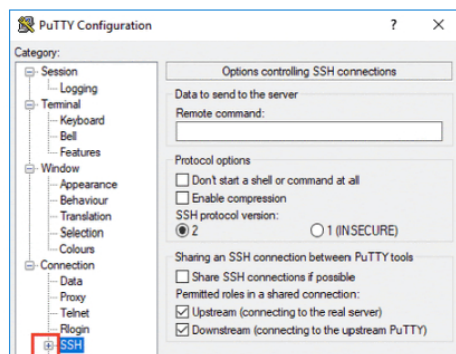 PuTTY Configuration
?
Category:
Session
Logging
Terminal
Keyboard
Bell
Features
Window
Appearance
Behaviour
Translation
Selection
Colours
Connection
Data
Proxy
Telnet
Rlogin
SSH
Options controlling SSH connections
Data to send to the server
Remote command:
Protocol options
Don't start a shell or command at all
Enable compression
SSH protocol version:
2
1 (INSECURE)
Sharing an SSH connection between PuTTY tools
Share SSH connections if possible
Permitted roles in a shared connection:
Upstream (connecting to the real server)
Downstream (connecting to the upstream PuTTY)